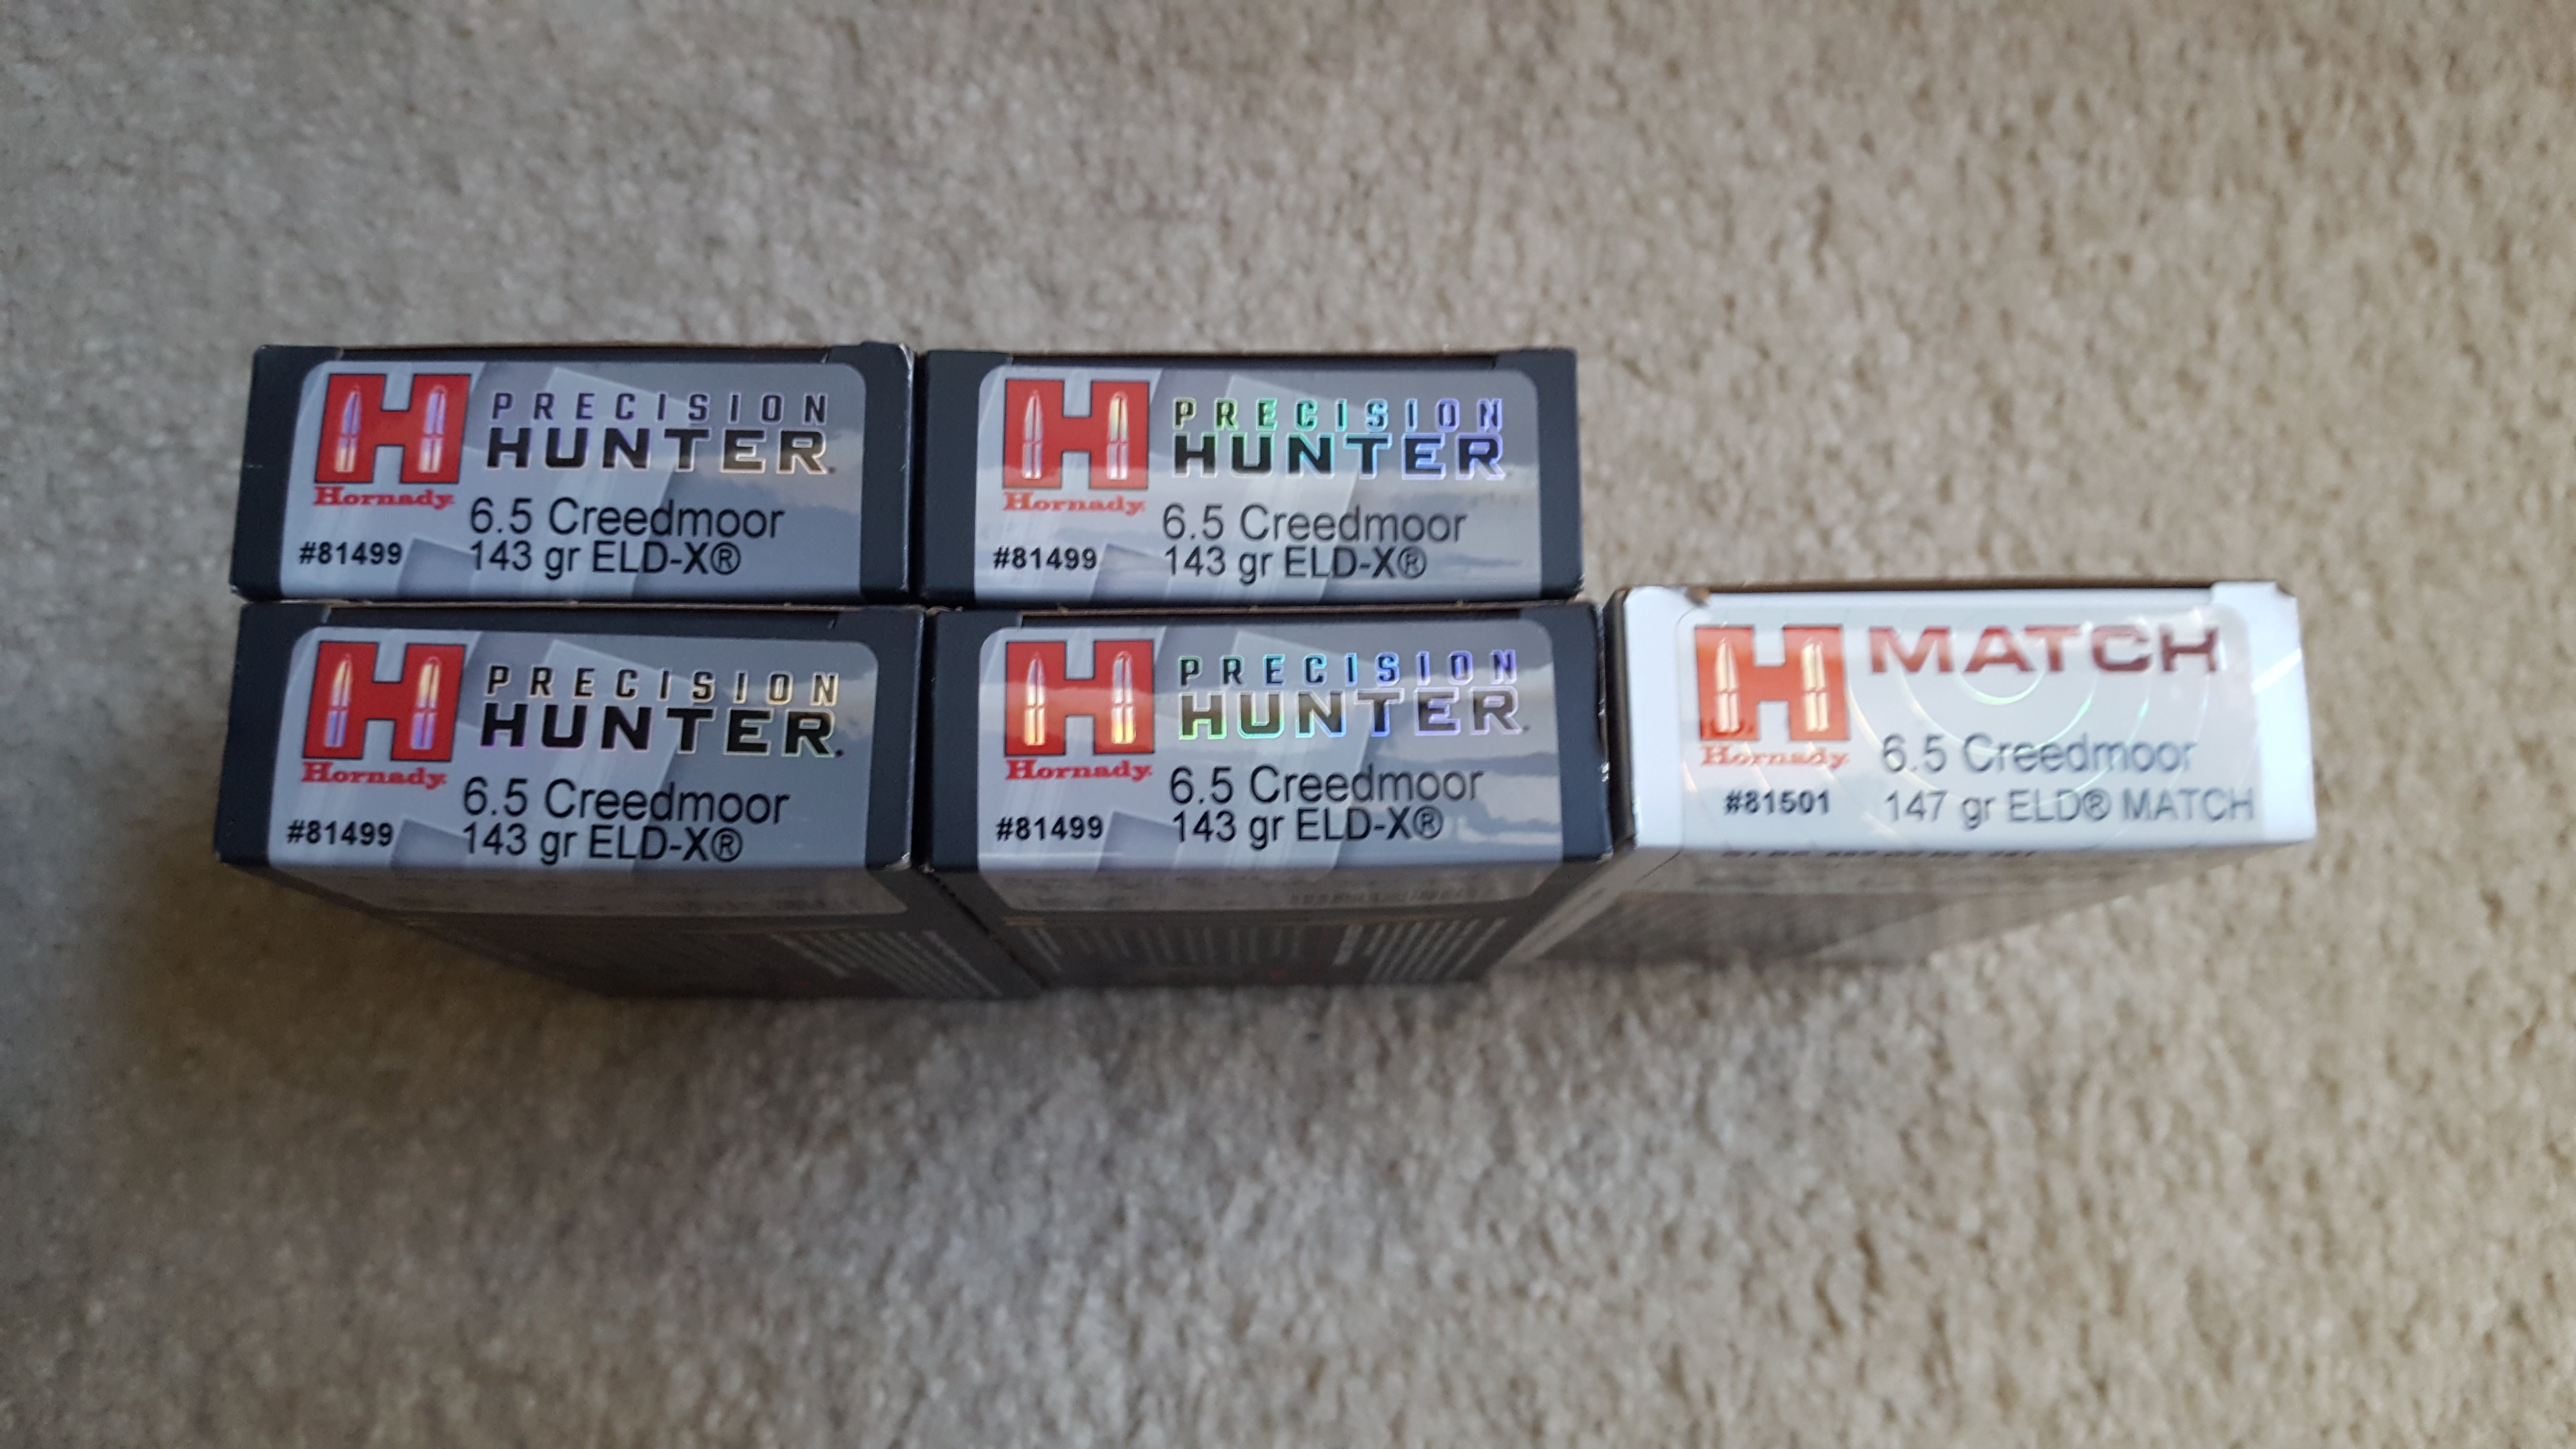 PRECISION
HUNTER
Hornady
6.5 Creedmoor
#81499
143 gr ELD-X®
PRECISION
HUNTER
Hornady
6.5 Creedmoor
#81499
143 gr ELD-X®
PRECISION
HUNTER
Hornady
6.5 Creedmoor
#81499
143 gr ELD-X®
PRECISION
HUNTER
Hornady
6.5 Creedmoor
#81499
143 gr ELD-X®
MATCH
Hornady
6.5 Creedmoor
#81501
147 gr ELD® MATCH